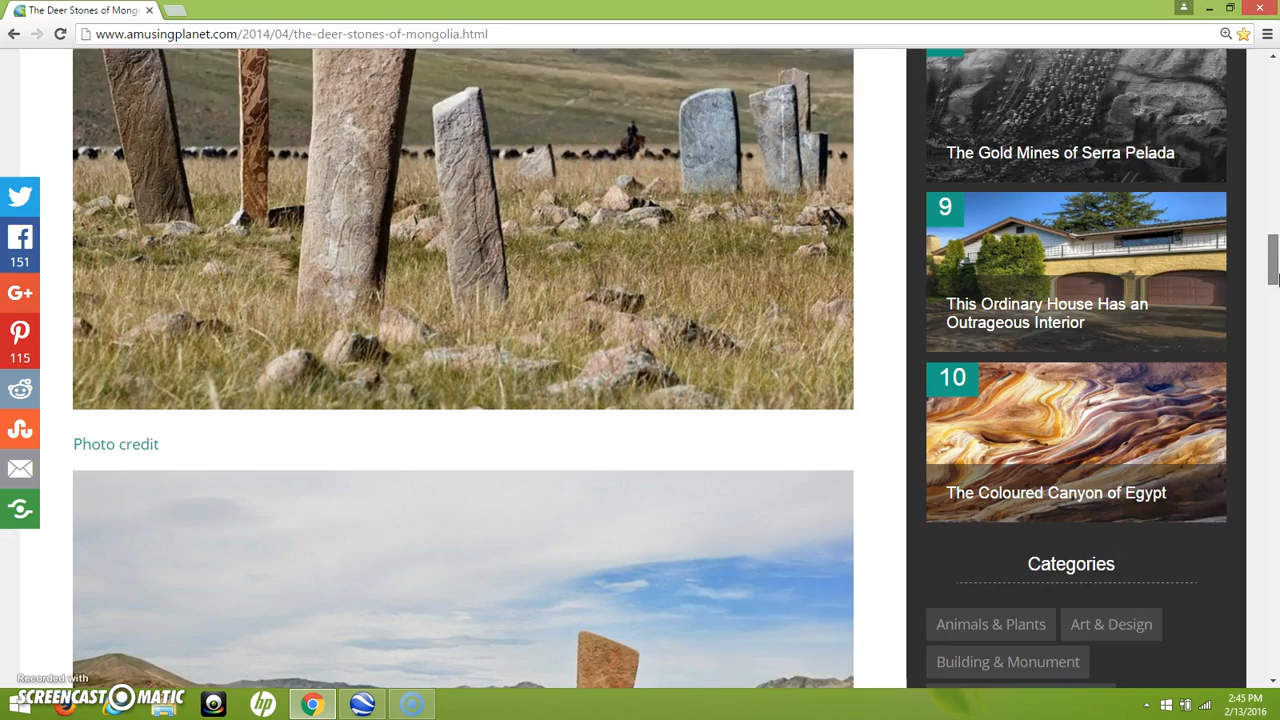 The Deer Stones of Mong
www.amusingplanet.com/2014/04/the-deer-stones-of-mongolia.html
The Gold Mines of Serra Pelada
9
This Ordinary House Has an
Outrageous Interior
10
The Coloured Canyon of Egypt
151
G+
115
Photo credit
Categories
Animals & Plants
Art & Design
Building & Monument
Recorded with
SCREENCAST O MATIC
hp
2:45 PM
2/13/2016